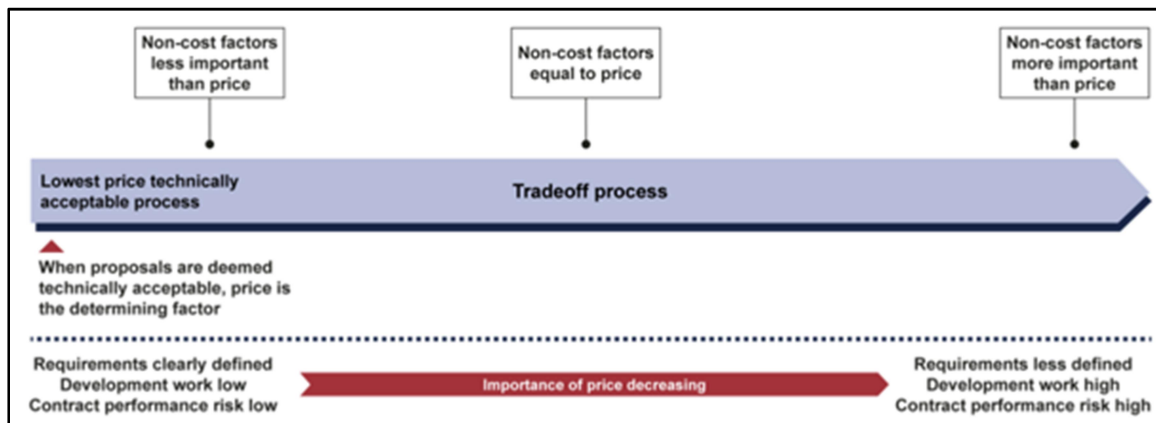 Non-cost factors
less important
than price
Non-cost factors
equal to price
Non-cost factors
more important
than price
Lowest price technically
acceptable process
Tradeoff process
When proposals are deemed
technically acceptable, price is
the determining factor
Requirements clearly defined
Development work low
Contract performance risk low
Importance of price decreasing
Requirements less defined
Development work high
Contract performance risk high